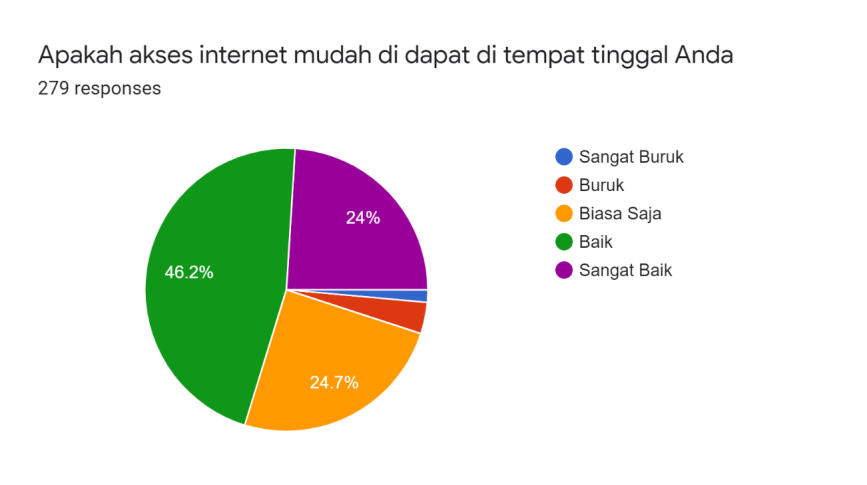 Apakah akses internet mudah di dapat di tempat tinggal Anda
279 responses
24%
46.2%
24.7%
Sangat Buruk
Buruk
Biasa Saja
Baik
Sangat Baik